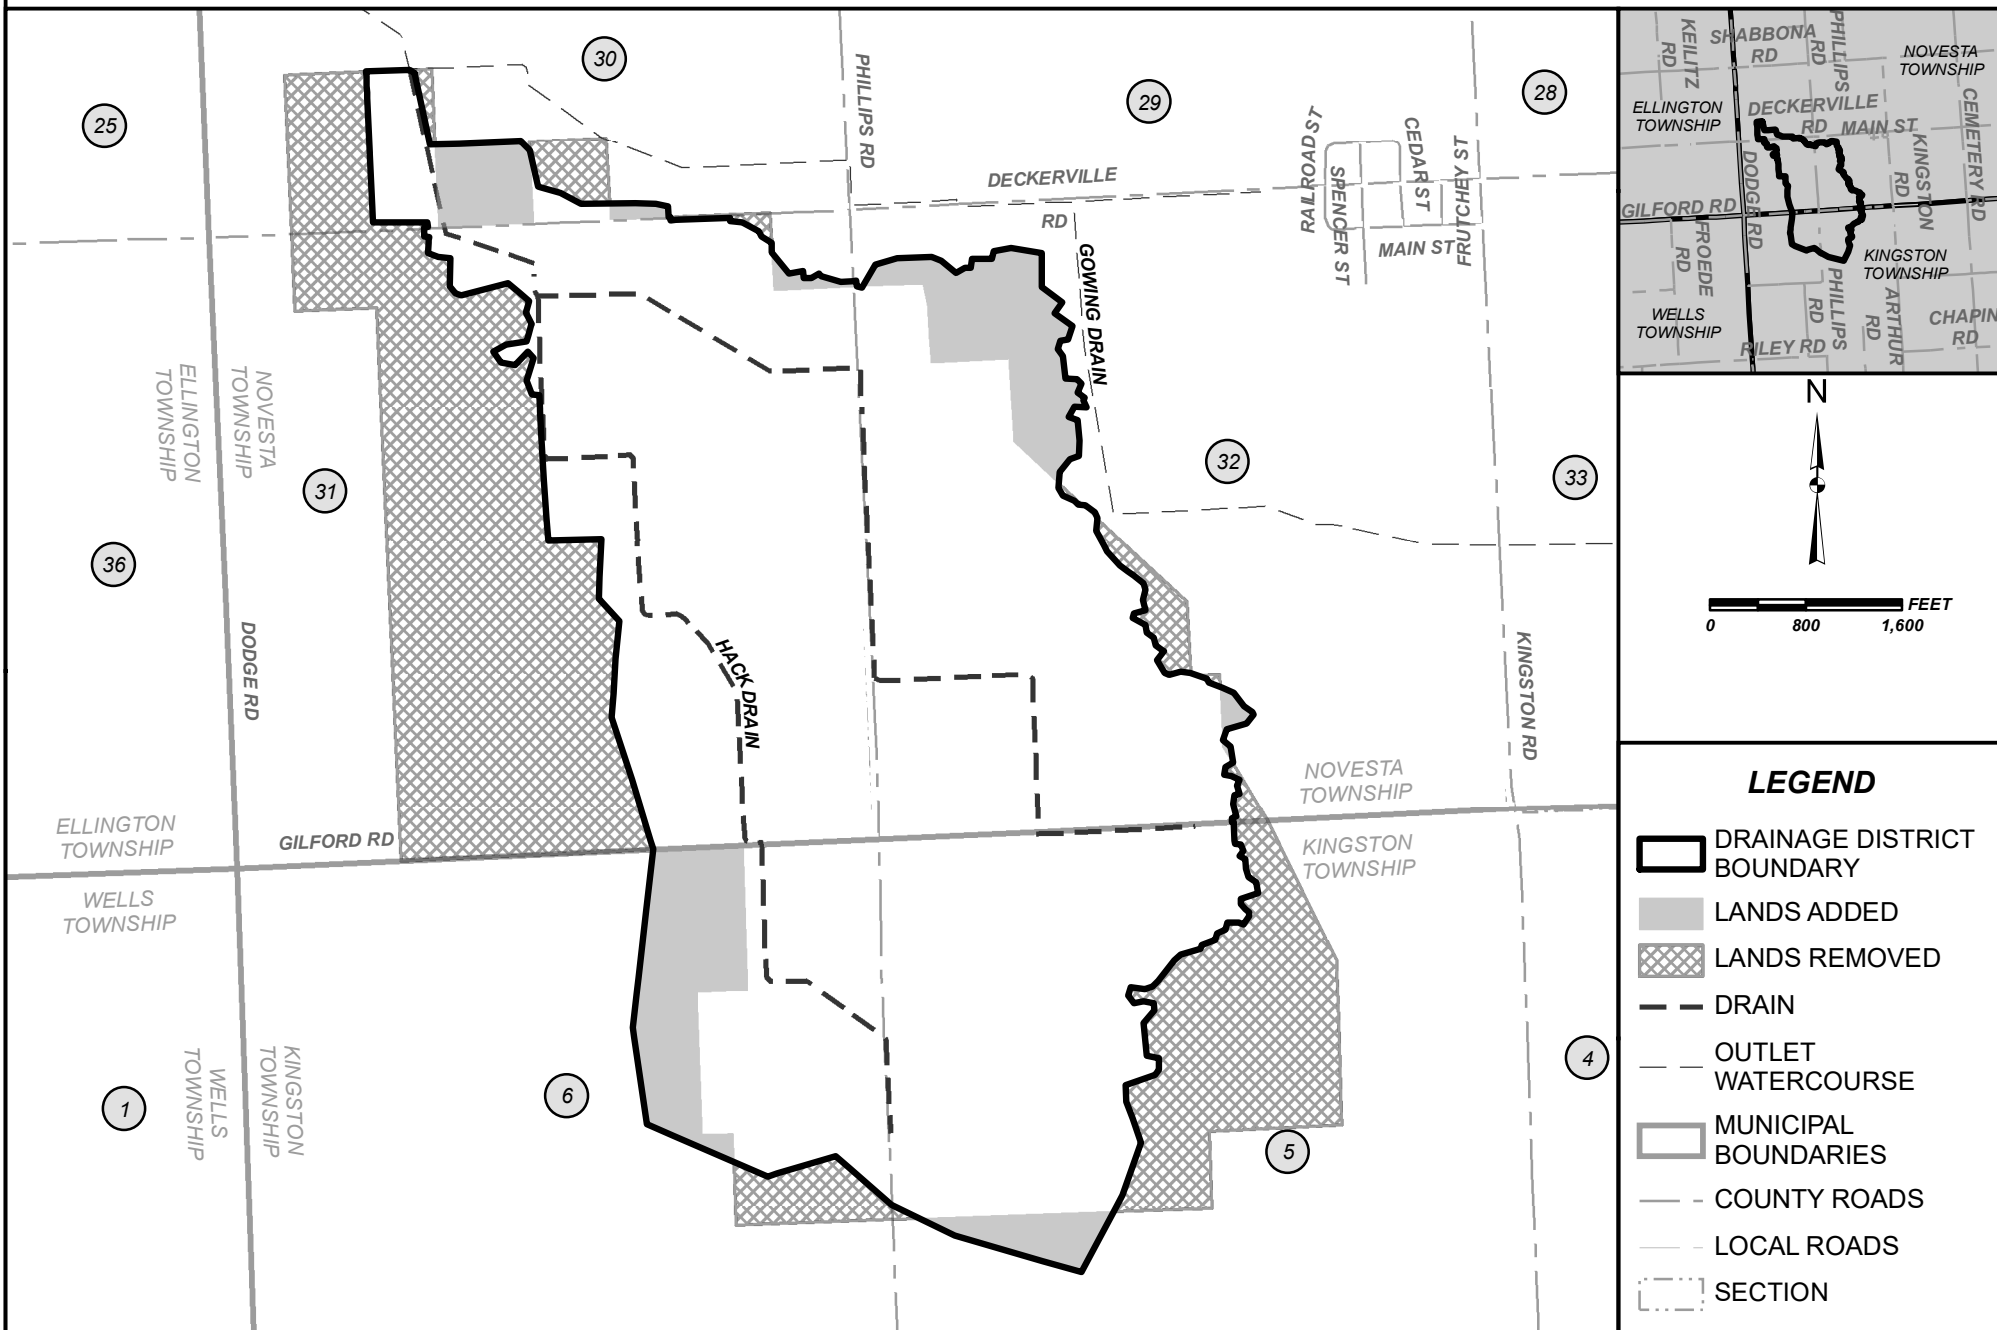 30
29
28
25
PHILLIPS RD
DECKERVILLE
RD
RAILROAD ST
SPENCER ST
CEDAR ST
FRUTCHEY ST
MAIN ST
GOWING DRAIN
ELLINGTON
TOWNSHIP
NOVESTA
TOWNSHIP
31
32
33
36
DODGE RD
HACK DRAIN
KINGSTON RD
NOVESTA
TOWNSHIP
ELLINGTON
TOWNSHIP
GILFORD RD
KINGSTON
TOWNSHIP
WELLS
TOWNSHIP
WELLS
TOWNSHIP
KINGSTON
TOWNSHIP
1
6
5
4
KEILITZ
RD
SHABBONA
RD
PHILLIPS
RD
NOVESTA
TOWNSHIP
ELLINGTON
TOWNSHIP
DECKERVILLE
RD
MAIN ST
CEMETERY RD
DODGE RD
KINGSTON
RD
GILFORD RD
FROEDE
RD
KINGSTON
TOWNSHIP
WELLS
TOWNSHIP
PHILLIPS
RD
ARTHUR
RD
CHAPIN
RD
RILEY RD
N
FEET
0 800 1,600
LEGEND
DRAINAGE DISTRICT
BOUNDARY
LANDS ADDED
LANDS REMOVED
DRAIN
OUTLET
WATERCOURSE
MUNICIPAL
BOUNDARIES
COUNTY ROADS
LOCAL ROADS
SECTION